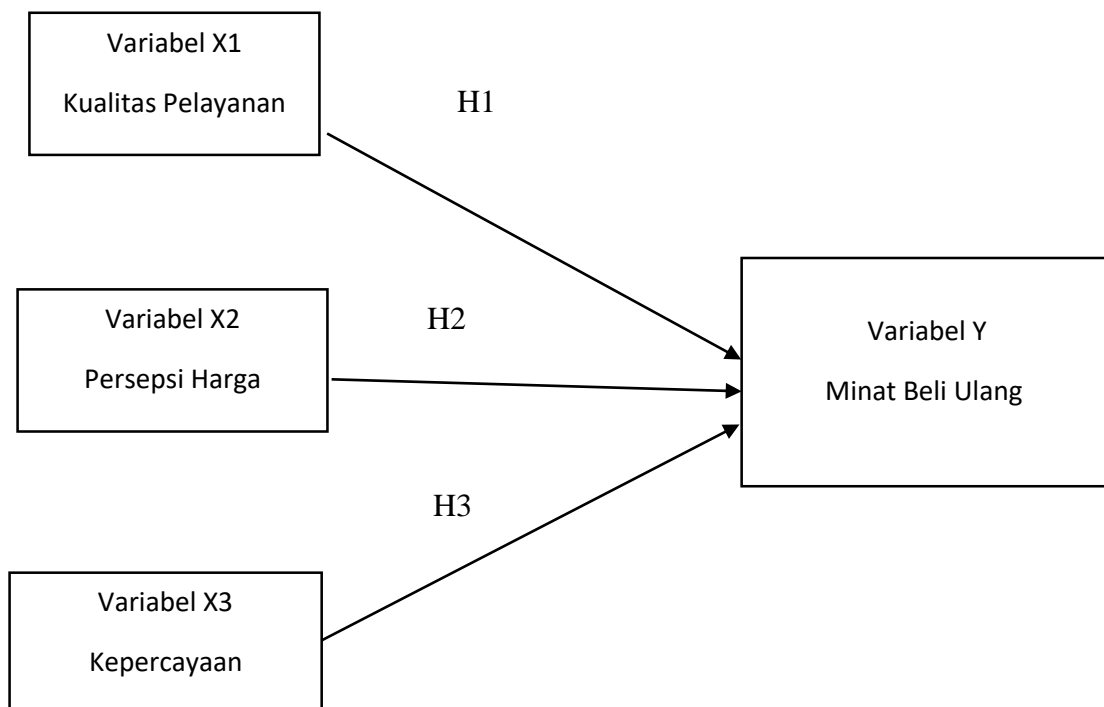 Variabel X1
Kualitas Pelayanan
H1
Variabel X2
Persepsi Harga
H2
Variabel Y
Minat Beli Ulang
H3
Variabel X3
Kepercayaan